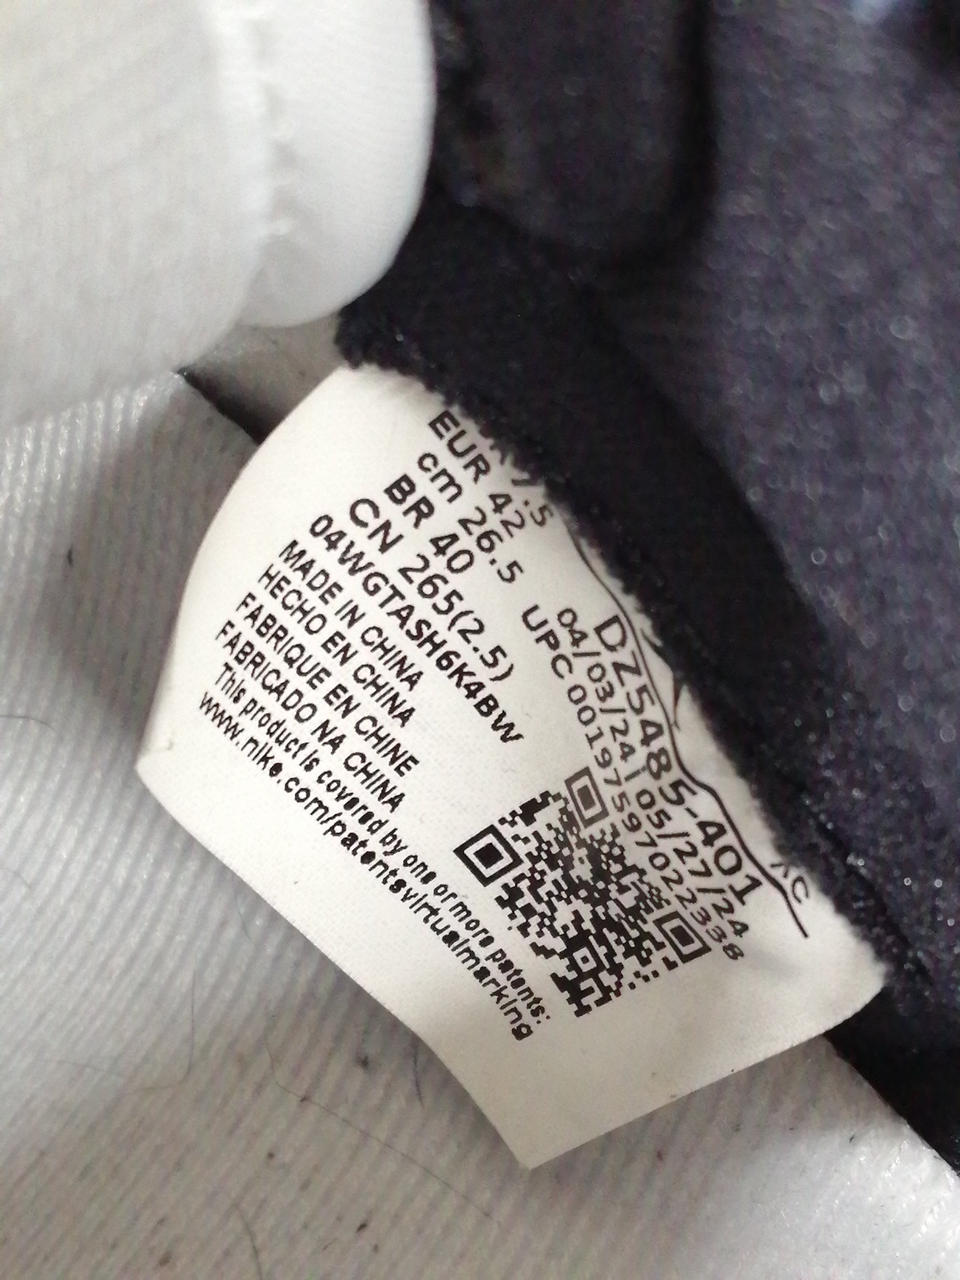 EUR 42
cm 26.5
BR 40
CN 265(2.5)
04WGTASH6K4BW
MADE IN CHINA
HECHO EN CHINA
FABRIQUE EN CHINE
FABRICADO NA CHINA
This product is covered by one or more patents:
www.nike.com/patentsvirtualmarking
DZ5485-401
04/03/24 | 05/27/24
UPC 00197597022338